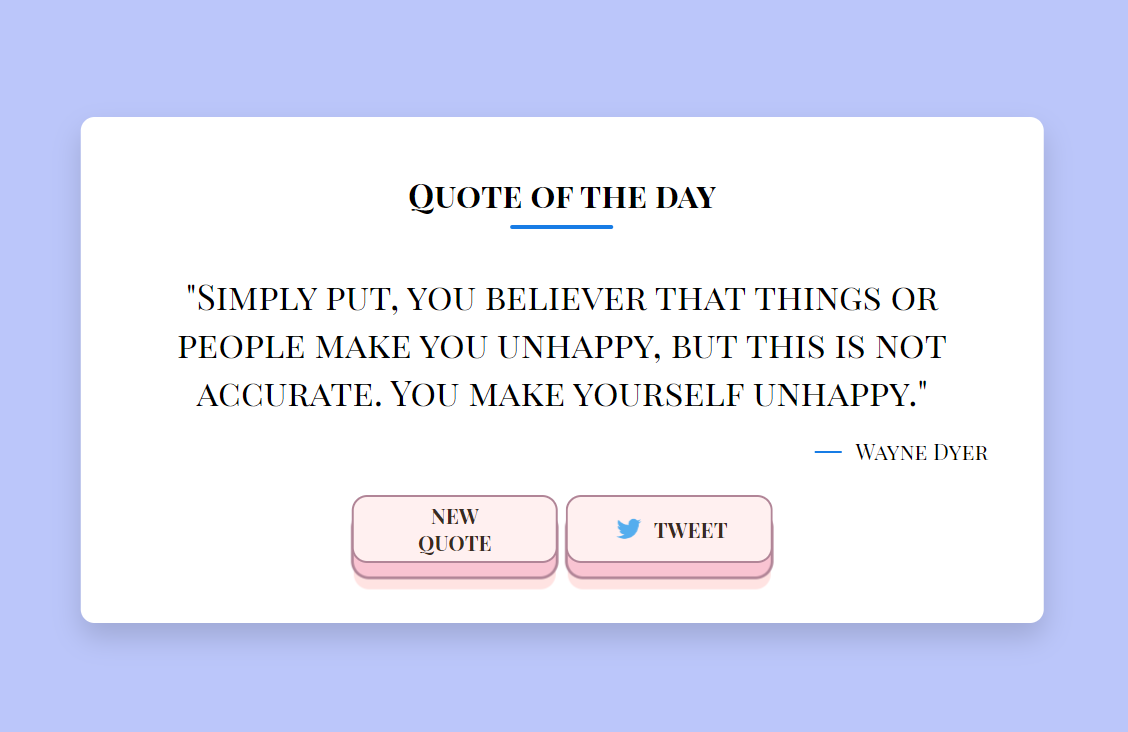 Quote of the day
"Simply put, you believer that things or
people make you unhappy, but this is not
accurate. You make yourself unhappy."
— Wayne Dyer
NEW
QUOTE
TWEET